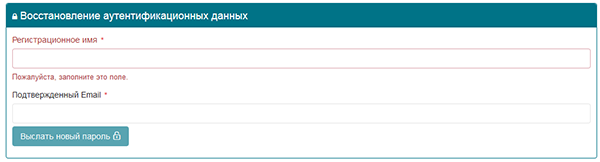 Восстановление аутентификационных данных
Регистрационное имя *
Пожалуйста, заполните это поле.
Подтвержденный Email *
Выслать новый пароль